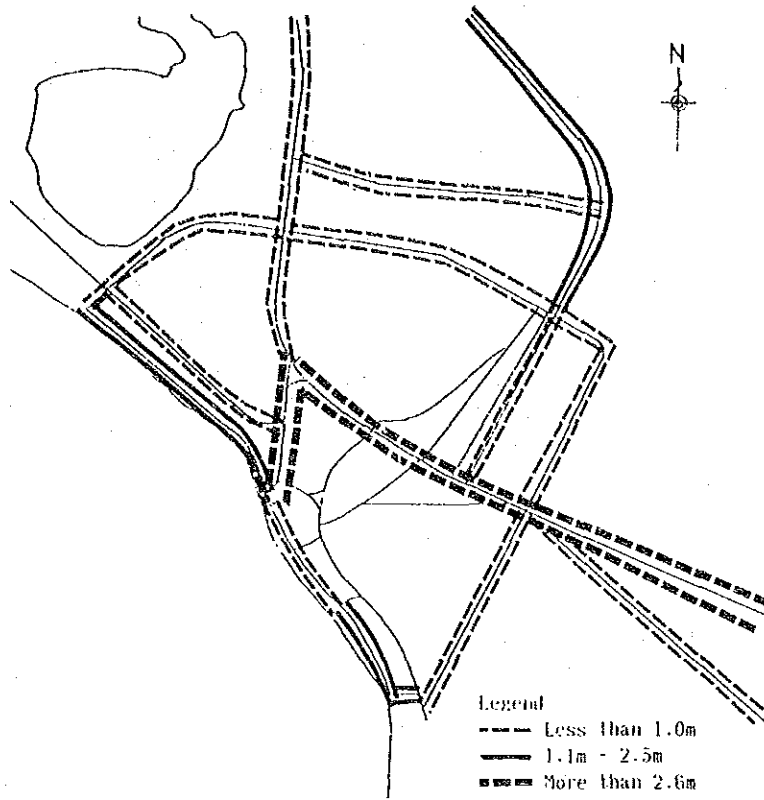 N
Legend
Less than 1.0m
1.1m - 2.5m
More than 2.6m